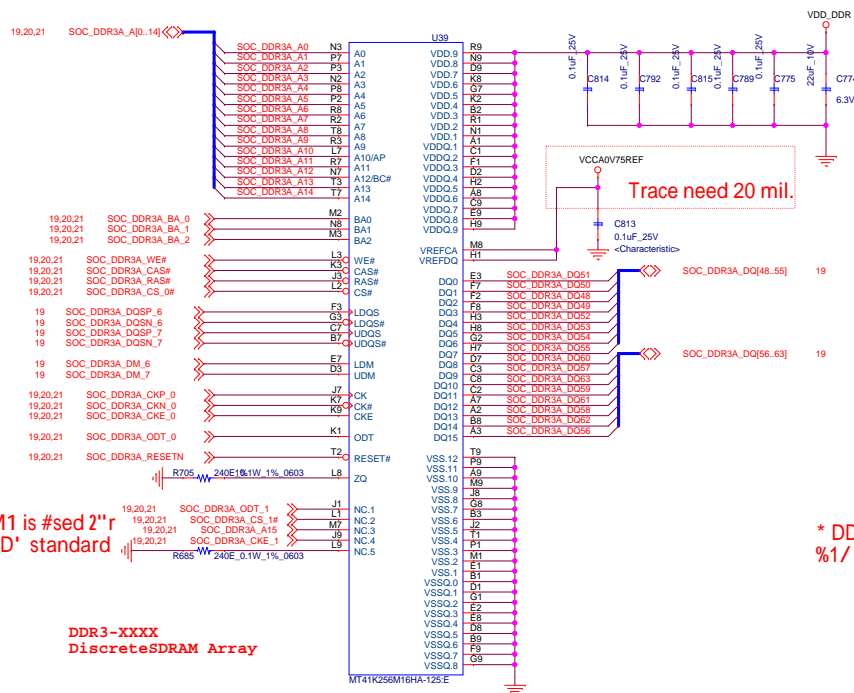 VDD_DDR
19,20,21 SOC_DDR3A_A[0..14]
U39
SOC_DDR3A_A0 N3 A0
SOC_DDR3A_A1 P7 A1
SOC_DDR3A_A2 P3 A2
SOC_DDR3A_A3 N2 A3
SOC_DDR3A_A4 P8 A4
SOC_DDR3A_A5 P2 A5
SOC_DDR3A_A6 R8 A6
SOC_DDR3A_A7 R2 A7
SOC_DDR3A_A8 T8 A8
SOC_DDR3A_A9 R3 A9
SOC_DDR3A_A10 L7 A10/AP
SOC_DDR3A_A11 R7 A11
SOC_DDR3A_A12 N7 A12/BC#
SOC_DDR3A_A13 T3 A13
SOC_DDR3A_A14 T7 A14
19,20,21 SOC_DDR3A_BA_0 M2 BA0
19,20,21 SOC_DDR3A_BA_1 N8 BA1
19,20,21 SOC_DDR3A_BA_2 M3 BA2
19,20,21 SOC_DDR3A_WE# L3 WE#
19,20,21 SOC_DDR3A_CAS# K3 CAS#
19,20,21 SOC_DDR3A_RAS# J3 RAS#
19,20,21 SOC_DDR3A_CS_0# L2 CS#
19 SOC_DDR3A_DQSP_6 F3 LDQS
19 SOC_DDR3A_DQSN_6 G3 LDQS#
19 SOC_DDR3A_DQSP_7 C7 UDQS
19 SOC_DDR3A_DQSN_7 B7 UDQS#
19 SOC_DDR3A_DM_6 E7 LDM
19 SOC_DDR3A_DM_7 D3 UDM
19,20,21 SOC_DDR3A_CKP_0 J7 CK
19,20,21 SOC_DDR3A_CKN_0 K7 CK#
19,20,21 SOC_DDR3A_CKE_0 K9 CKE
19,20,21 SOC_DDR3A_ODT_0 K1 ODT
19,20,21 SOC_DDR3A_RESETN T2 RESET#
R705 240E_0.1W_1%_0603 L8 ZQ
19,20,21 SOC_DDR3A_ODT_1 J1 NC.1
19,20,21 SOC_DDR3A_CS_1# L1 NC.2
19,20,21 SOC_DDR3A_A15 M7 NC.3
19,20,21 SOC_DDR3A_CKE_1 J9 NC.4
R685 240E_0.1W_1%_0603 L9 NC.5
M1 is #sed 2"r
D' standard
VDD.9 R9
VDD.8 N9
VDD.7 D9
VDD.6 K8
VDD.5 G7
VDD.4 K2
VDD.3 B2
VDD.2 R1
VDD.1 N1
VDDQ.1 A1
VDDQ.2 C1
VDDQ.3 F1
VDDQ.4 D2
VDDQ.5 H2
VDDQ.6 A8
VDDQ.7 C9
VDDQ.8 E9
VDDQ.9 H9
VREFCA M8
VREFDQ H1
DQ0 E3 SOC_DDR3A_DQ51
DQ1 F7 SOC_DDR3A_DQ50
DQ2 F2 SOC_DDR3A_DQ48
DQ3 F8 SOC_DDR3A_DQ49
DQ4 H3 SOC_DDR3A_DQ52
DQ5 H8 SOC_DDR3A_DQ53
DQ6 G2 SOC_DDR3A_DQ54
DQ7 H7 SOC_DDR3A_DQ55
DQ8 D7 SOC_DDR3A_DQ60
DQ9 C3 SOC_DDR3A_DQ57
DQ10 C8 SOC_DDR3A_DQ63
DQ11 C2 SOC_DDR3A_DQ59
DQ12 A7 SOC_DDR3A_DQ61
DQ13 A2 SOC_DDR3A_DQ58
DQ14 B8 SOC_DDR3A_DQ62
DQ15 A3 SOC_DDR3A_DQ56
SOC_DDR3A_DQ[48..55] 19
SOC_DDR3A_DQ[56..63] 19
VSS.12 T9
VSS.11 P9
VSS.10 A9
VSS.9 M9
VSS.8 J8
VSS.7 G8
VSS.6 B3
VSS.5 J2
VSS.4 T1
VSS.3 P1
VSS.2 M1
VSS.1 E1
VSSQ.0 B1
VSSQ.1 D1
VSSQ.2 G1
VSSQ.3 E2
VSSQ.4 E8
VSSQ.5 D8
VSSQ.6 B9
VSSQ.7 F9
VSSQ.8 G9
MT41K256M16HA-125:E
0.1uF_25V C814
0.1uF_25V C792
0.1uF_25V C815
0.1uF_25V C789
0.1uF_25V C775
22uF_10V C774
6.3V
VCCA0V75REF
Trace need 20 mil.
C813
0.1uF_25V
<Characteristic>
* DD
%1/
DDR3-XXXX
DiscreteSDRAM Array